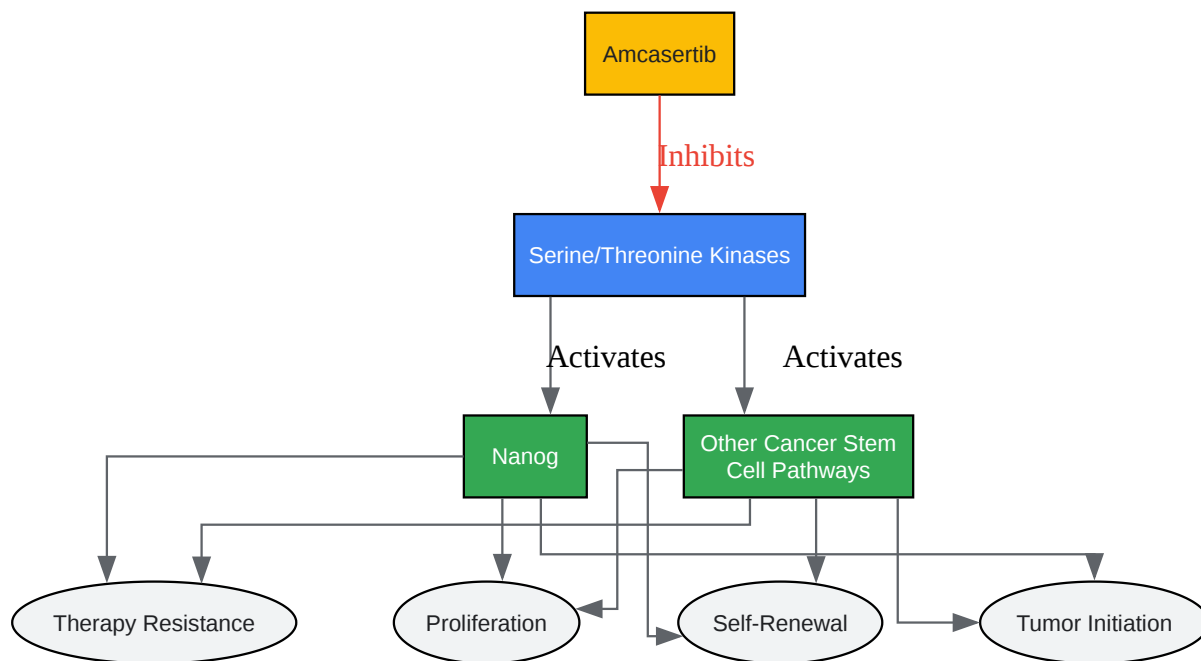 Amcasertib
Inhibits
Serine/Threonine Kinases
Activates
Activates
Nanog
Other Cancer Stem
Cell Pathways
Therapy Resistance
Proliferation
Self-Renewal
Tumor Initiation